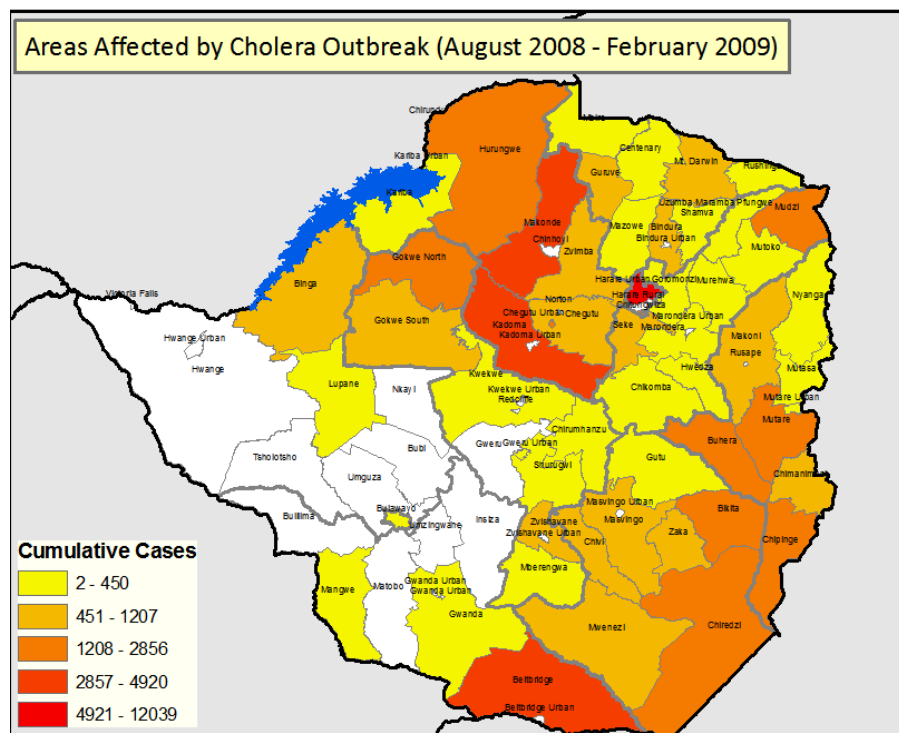 Areas Affected by Cholera Outbreak (August 2008 - February 2009)
Chirundu
Kariba Urban
Kariba
Hurungwe
Mbire
Centenary
Mt. Darwin
Rushinga
Guruve
Uzumba Maramba Pfungwe
Shamva
Mudzi
Makonde
Chinhoyi
Mazowe
Bindura
Bindura Urban
Mutoko
Zvimba
Gokwe North
Binga
Victoria Falls
Harare Urban
Goromonzi
Murehwa
Harare Rural
Chitungwiza
Nyanga
Norton
Chegutu Urban
Chegutu
Marondera Urban
Seke
Marondera
Makoni
Gokwe South
Kadoma
Kadoma Urban
Hwange Urban
Hwange
Rusape
Lupane
Nkayi
Kwekwe
Hwedza
Mutasa
Kwekwe Urban
Redcliffe
Chikomba
Mutare Urban
Mutare
Chirumhanzu
Buhera
Gweru
Gweru Urban
Bubi
Tsholotsho
Umguza
Shurugwi
Gutu
Chimanimani
Bulilima
Bulawayo
Umzingwane
Insiza
Zvishavane
Zvishavane Urban
Masvingo Urban
Masvingo
Chivi
Zaka
Bikita
Chipinge
Mangwe
Matobo
Gwanda Urban
Gwanda Urban
Gwanda
Mberengwa
Mwenezi
Chiredzi
Beitbridge
Beitbridge Urban
Cumulative Cases
2 - 450
451 - 1207
1208 - 2856
2857 - 4920
4921 - 12039